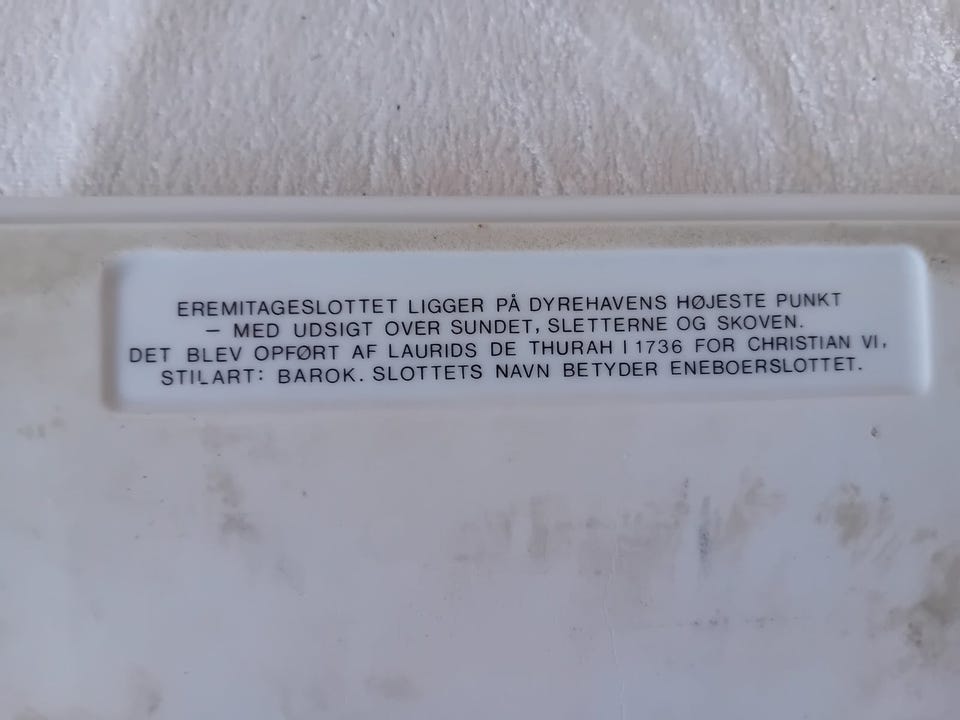 EREMITAGESLOTTET LIGGER PÅ DYREHAVENS HØJESTE PUNKT
– MED UDSIGT OVER SUNDET, SLETTERNE OG SKOVEN.
DET BLEV OPFØRT AF LAURIDS DE THURAH I 1736 FOR CHRISTIAN VI,
STILART: BAROK. SLOTTETS NAVN BETYDER ENEBOERSLOTTET.